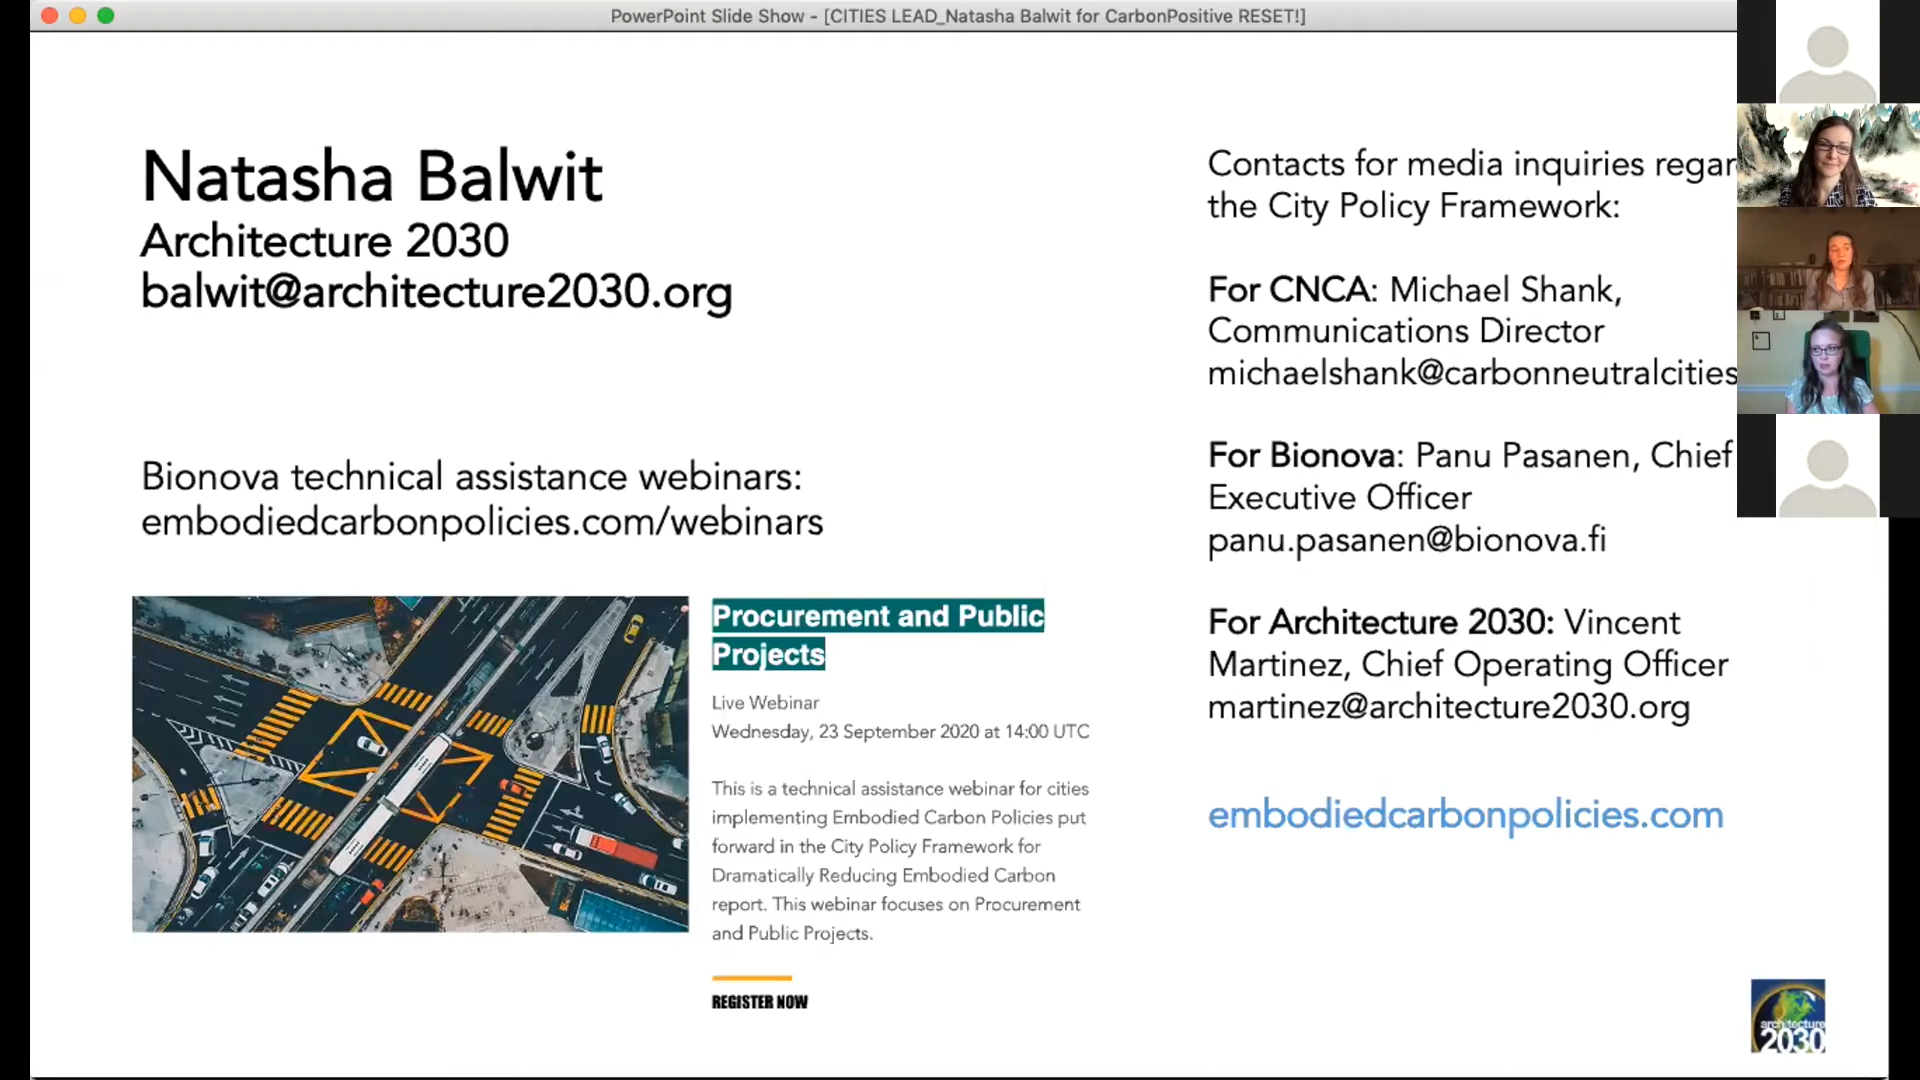 PowerPoint Slide Show - [CITIES LEAD_Natasha Balwit for CarbonPositive RESET!]
Natasha Balwit
Architecture 2030
balwit@architecture2030.org
Bionova technical assistance webinars:
embodiedcarbonpolicies.com/webinars
Procurement and Public
Projects
Live Webinar
Wednesday, 23 September 2020 at 14:00 UTC
This is a technical assistance webinar for cities
implementing Embodied Carbon Policies put
forward in the City Policy Framework for
Dramatically Reducing Embodied Carbon
report. This webinar focuses on Procurement
and Public Projects.
REGISTER NOW
Contacts for media inquiries regar
the City Policy Framework:
For CNCA: Michael Shank,
Communications Director
michaelshank@carbonneutralcities
For Bionova: Panu Pasanen, Chief
Executive Officer
panu.pasanen@bionova.fi
For Architecture 2030: Vincent
Martinez, Chief Operating Officer
martinez@architecture2030.org
embodiedcarbonpolicies.com
architecture
2030